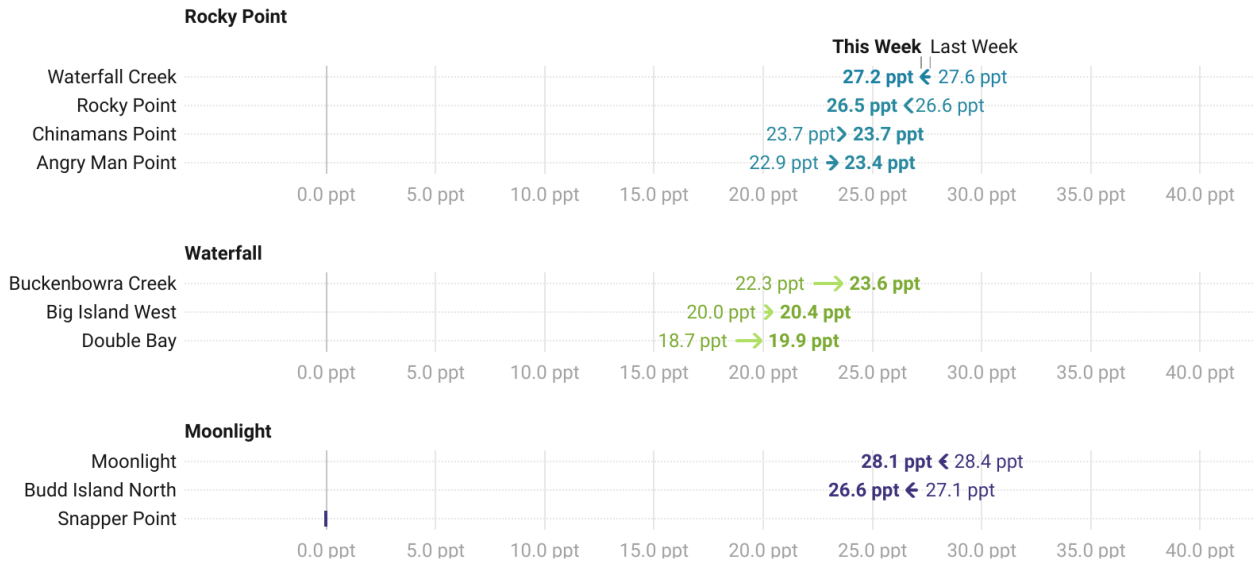 Rocky Point
This Week Last Week
Waterfall Creek 27.2 ppt 27.6 ppt
Rocky Point 26.5 ppt 26.6 ppt
Chinamans Point 23.7 ppt 23.7 ppt
Angry Man Point 22.9 ppt 23.4 ppt
0.0 ppt 5.0 ppt 10.0 ppt 15.0 ppt 20.0 ppt 25.0 ppt 30.0 ppt 35.0 ppt 40.0 ppt
Waterfall
Buckenbowra Creek 22.3 ppt 23.6 ppt
Big Island West 20.0 ppt 20.4 ppt
Double Bay 18.7 ppt 19.9 ppt
0.0 ppt 5.0 ppt 10.0 ppt 15.0 ppt 20.0 ppt 25.0 ppt 30.0 ppt 35.0 ppt 40.0 ppt
Moonlight
Moonlight 28.1 ppt 28.4 ppt
Budd Island North 26.6 ppt 27.1 ppt
Snapper Point
0.0 ppt 5.0 ppt 10.0 ppt 15.0 ppt 20.0 ppt 25.0 ppt 30.0 ppt 35.0 ppt 40.0 ppt